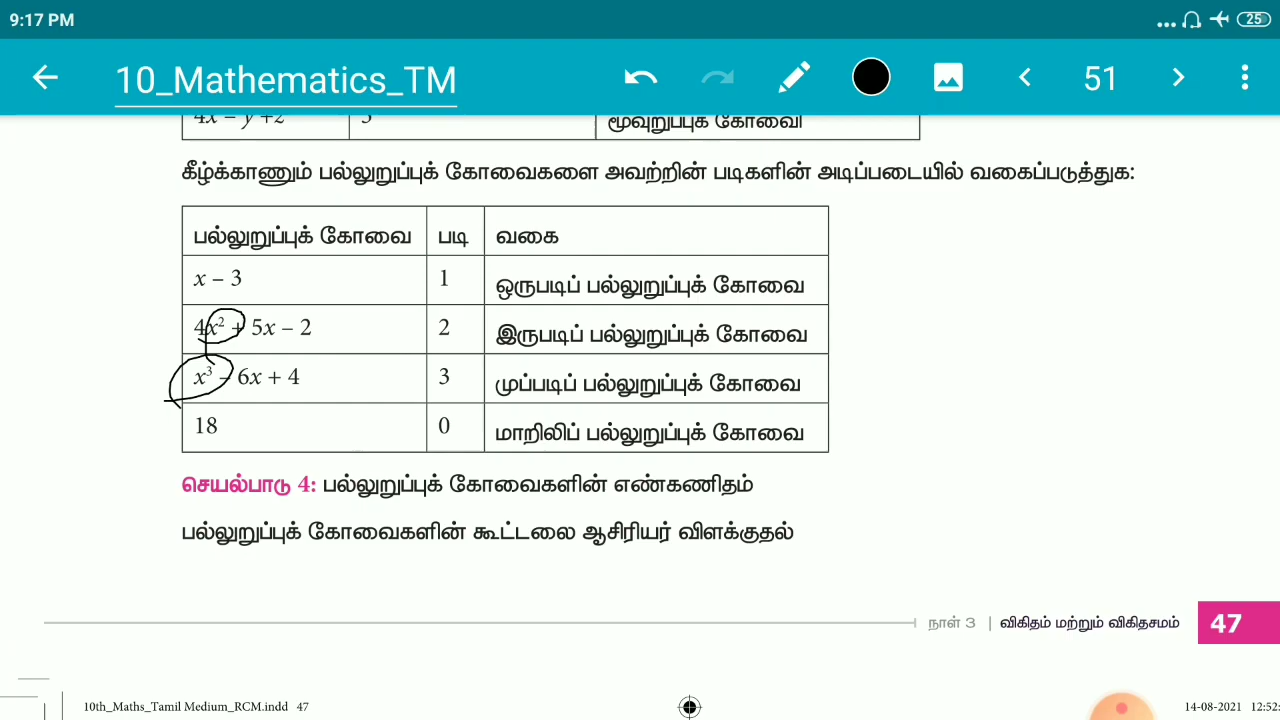 9:17 PM
25
10_Mathematics_TM
51
4x – y +2 3 மூவுறுப்புக் கோவை
கீழ்க்காணும் பல்லுறுப்புக் கோவைகளை அவற்றின் படிகளின் அடிப்படையில் வகைப்படுத்துக:
பல்லுறுப்புக் கோவை படி வகை
x – 3 1 ஒருபடிப் பல்லுறுப்புக் கோவை
4x² + 5x – 2 2 இருபடிப் பல்லுறுப்புக் கோவை
x³ – 6x + 4 3 முப்படிப் பல்லுறுப்புக் கோவை
18 0 மாறிலிப் பல்லுறுப்புக் கோவை
செயல்பாடு 4: பல்லுறுப்புக் கோவைகளின் எண்கணிதம்
பல்லுறுப்புக் கோவைகளின் கூட்டலை ஆசிரியர் விளக்குதல்
நாள் 3 | விகிதம் மற்றும் விகிதசமம் 47
10th_Maths_Tamil Medium_RCM.indd 47 14-08-2021 12:52: